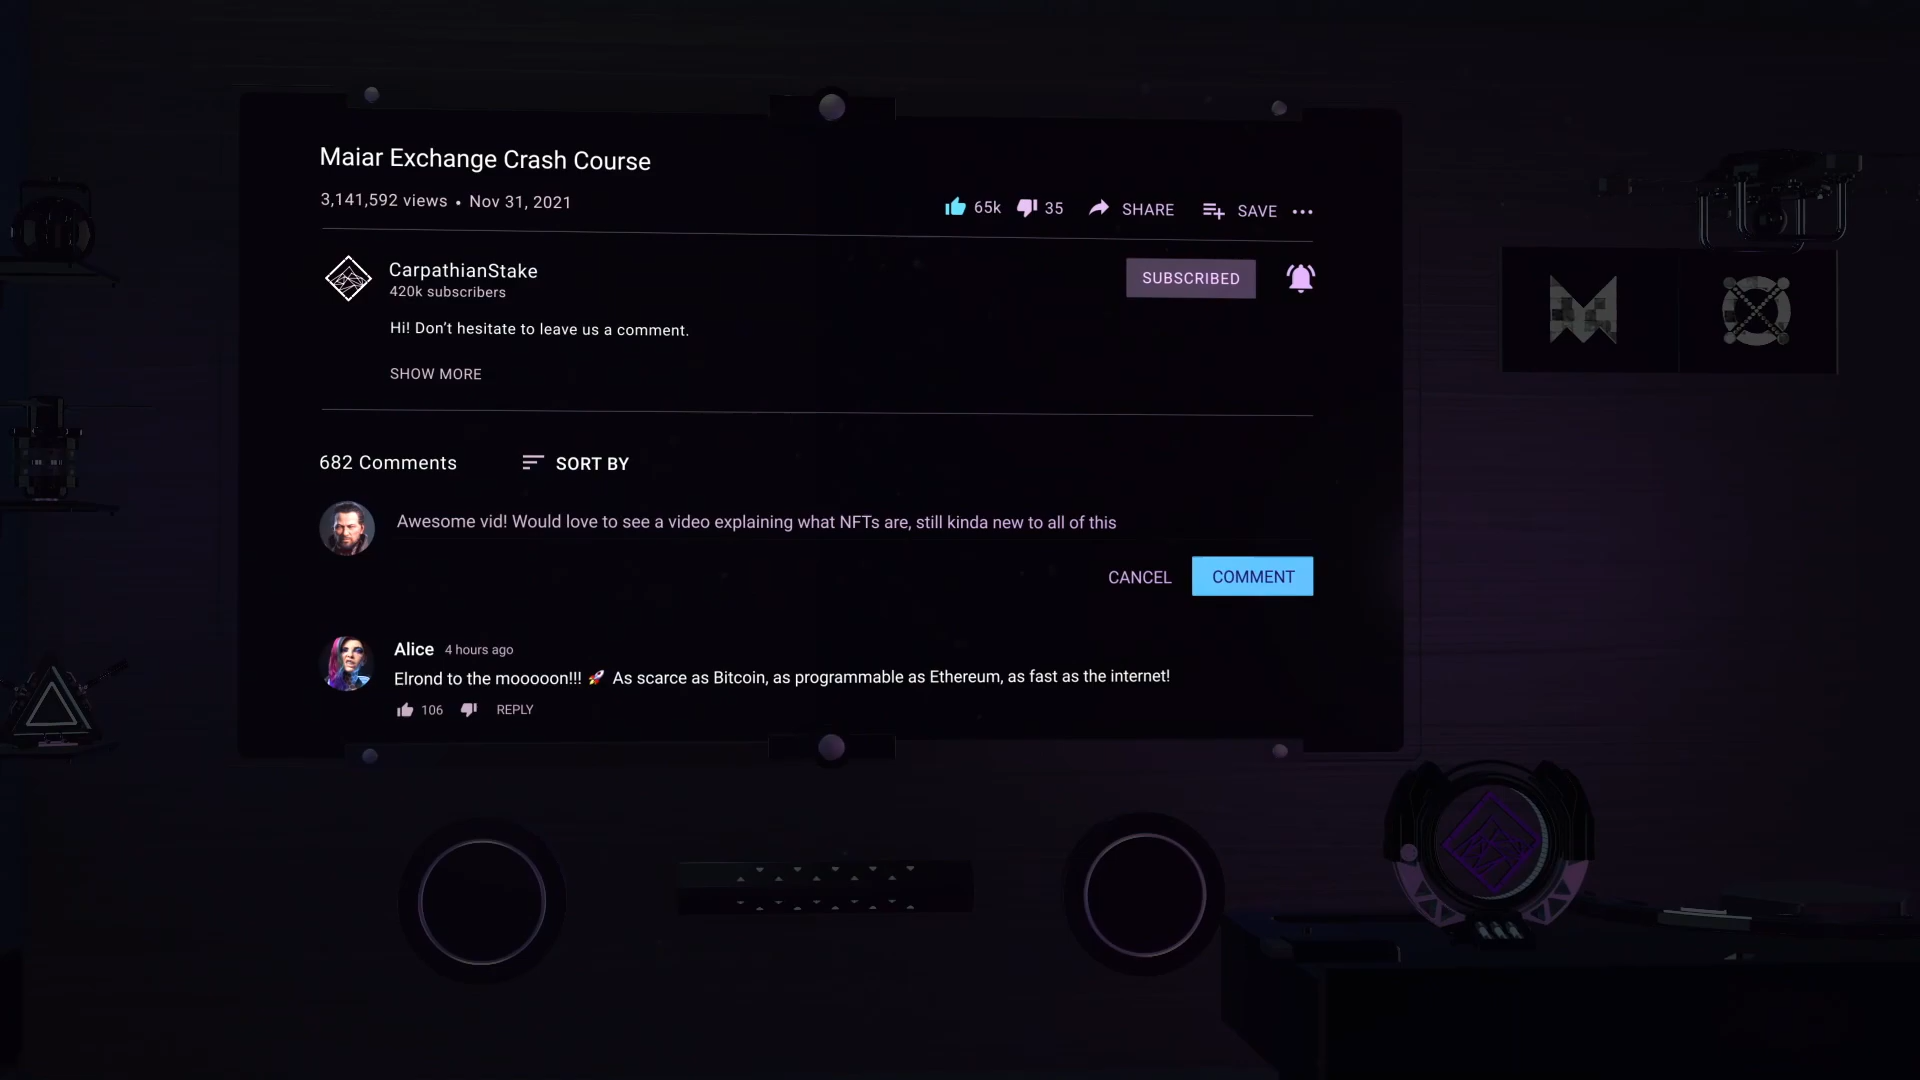 Maiar Exchange Crash Course
3,141,592 views • Nov 31, 2021
65k 35 SHARE SAVE
CarpathianStake
420k subscribers
SUBSCRIBED
Hi! Don't hesitate to leave us a comment.
SHOW MORE
682 Comments SORT BY
Awesome vid! Would love to see a video explaining what NFTs are, still kinda new to all of this
CANCEL COMMENT
Alice 4 hours ago
Elrond to the mooooon!!! 🚀 As scarce as Bitcoin, as programmable as Ethereum, as fast as the internet!
106 REPLY